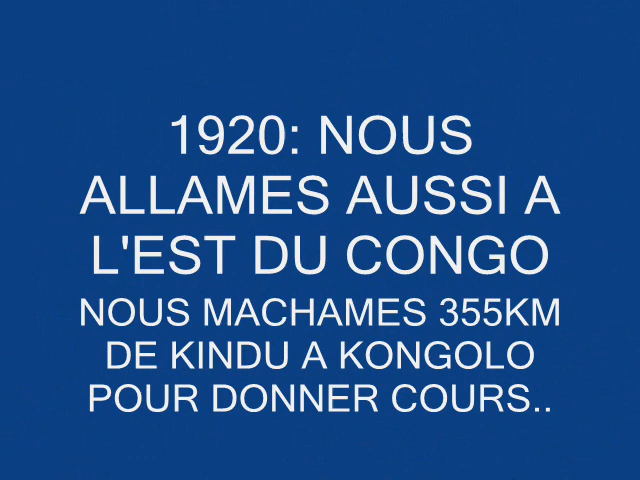 1920: NOUS
ALLAMES AUSSI A
L'EST DU CONGO
NOUS MACHAMES 355KM
DE KINDU A KONGOLO
POUR DONNER COURS..